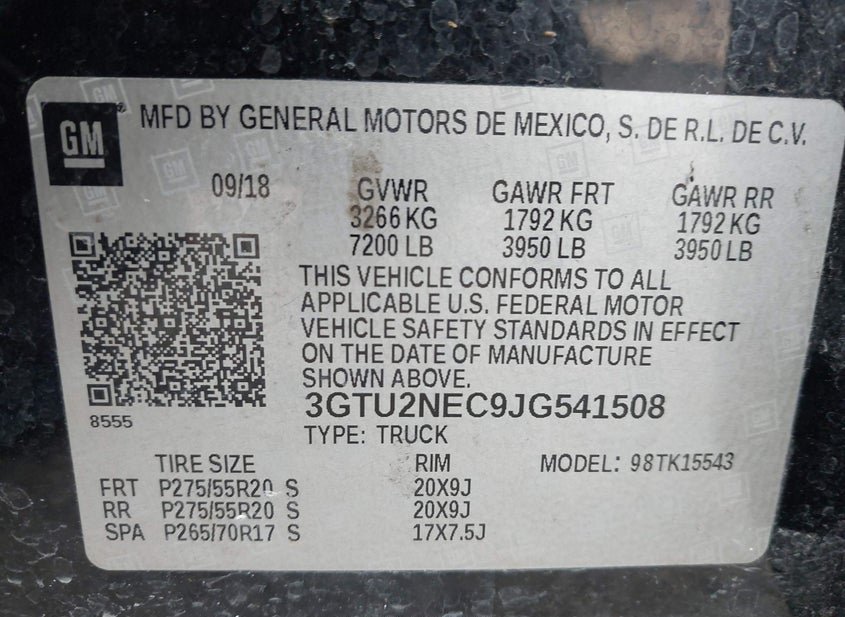 GM
MFD BY GENERAL MOTORS DE MEXICO, S. DE R.L. DE C.V.
09/18 GVWR GAWR FRT GAWR RR
3266 KG 1792 KG 1792 KG
7200 LB 3950 LB 3950 LB
THIS VEHICLE CONFORMS TO ALL
APPLICABLE U.S. FEDERAL MOTOR
VEHICLE SAFETY STANDARDS IN EFFECT
ON THE DATE OF MANUFACTURE
SHOWN ABOVE.
3GTU2NEC9JG541508
8555
TYPE: TRUCK
TIRE SIZE RIM MODEL: 98TK15543
FRT P275/55R20 S 20X9J
RR P275/55R20 S 20X9J
SPA P265/70R17 S 17X7.5J